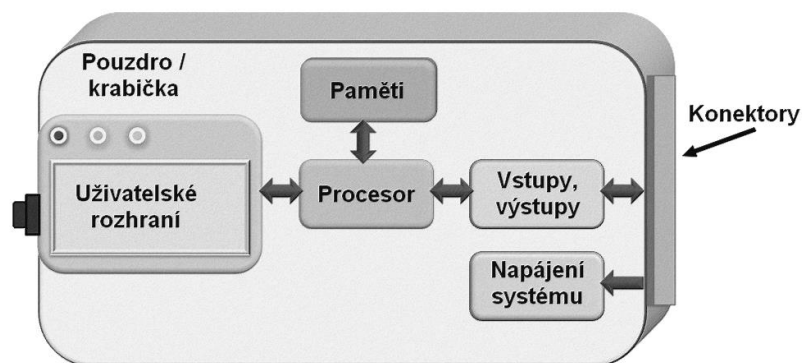 Pouzdro /
krabička
Paměti
Konektory
Uživatelské
rozhraní
Procesor
Vstupy,
výstupy
Napájení
systému